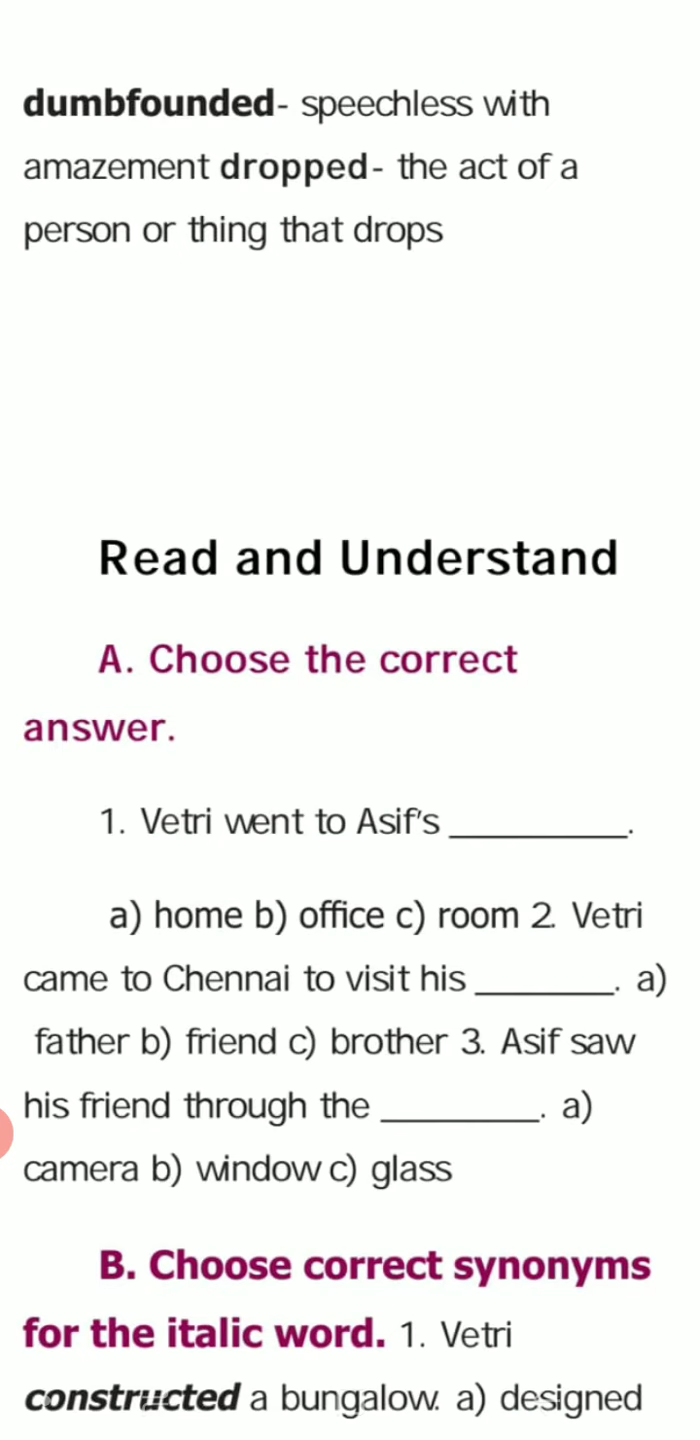 dumbfounded- speechless with
amazement dropped- the act of a
person or thing that drops
Read and Understand
A. Choose the correct
answer.
1. Vetri went to Asif's __________.
a) home b) office c) room 2. Vetri
came to Chennai to visit his ________. a)
father b) friend c) brother 3. Asif saw
his friend through the _________. a)
camera b) window c) glass
B. Choose correct synonyms
for the italic word. 1. Vetri
constructed a bungalow. a) designed